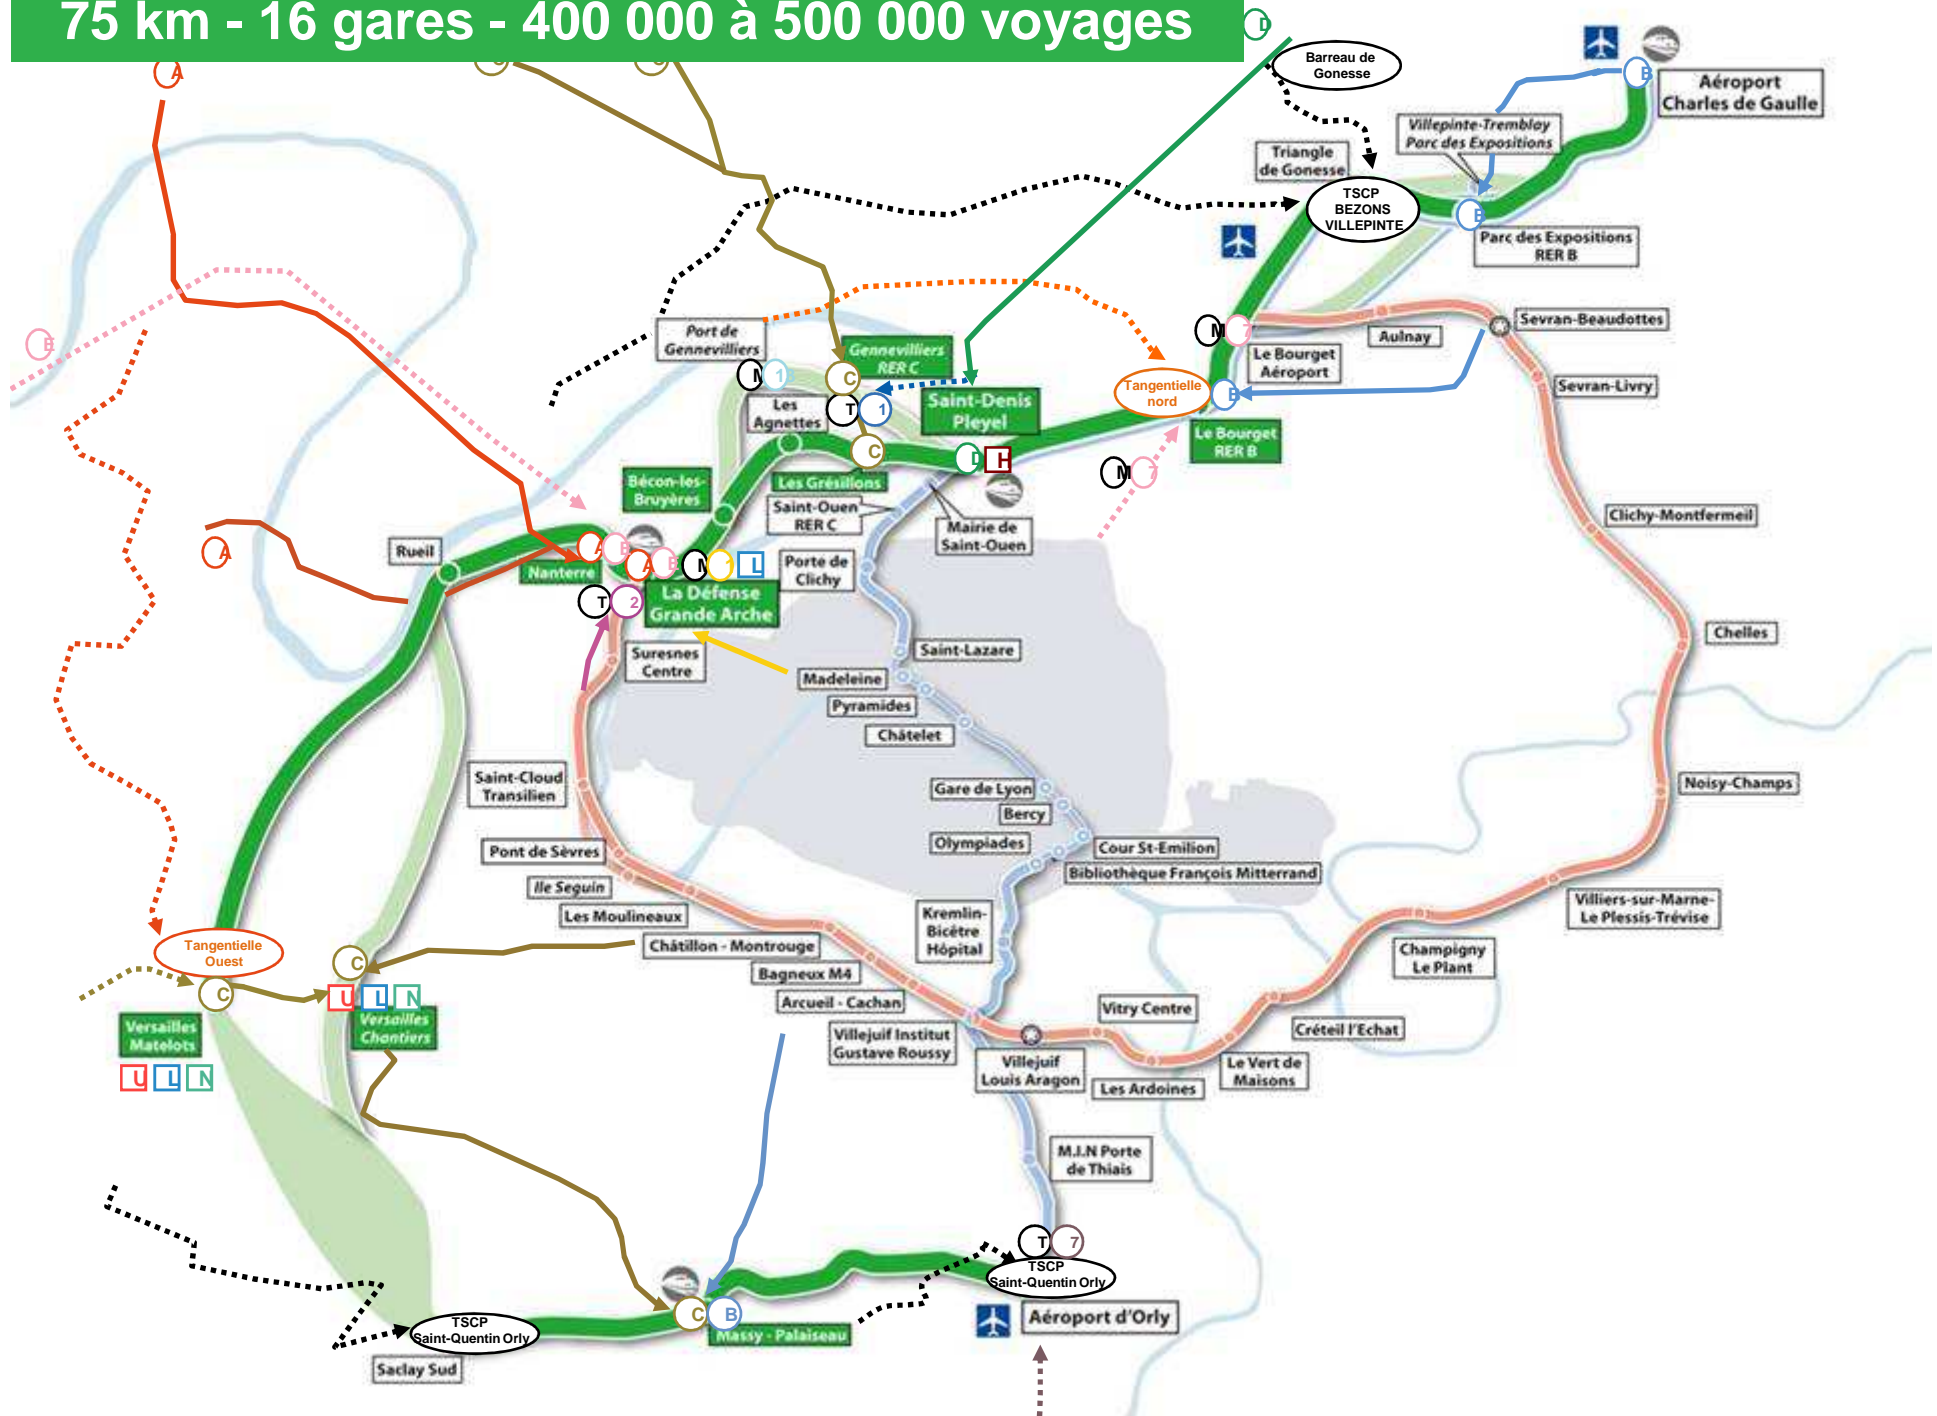 75 km - 16 gares - 400 000 à 500 000 voyages
D
A
Barreau de
Gonesse
B
Aéroport
Charles de Gaulle
Villepinte-Tremblay
Parc des Expositions
Triangle
de Gonesse
TSCP
BEZONS
VILLEPINTE
B
Parc des Expositions
RER B
E
Port de
Gennevilliers
Gennevilliers
RER C
M 7
Le Bourget
Aéroport
Aulnay
Sevran-Beaudottes
Sevran-Livry
M 1
C
T 1
Les
Agnettes
Saint-Denis
Pleyel
Tangentielle
nord
B
Le Bourget
RER B
C
D H
M 7
Bécon-les-
Bruyères
Les Grésillons
Saint-Ouen
RER C
Mairie de
Saint-Ouen
Clichy-Montfermeil
A
Rueil
A E
A E
M 1 L
Nanterre
Porte de
Clichy
T 2
La Défense
Grande Arche
Suresnes
Centre
Saint-Lazare
Chelles
Madeleine
Pyramides
Châtelet
Saint-Cloud
Transilien
Gare de Lyon
Bercy
Noisy-Champs
Pont de Sèvres
Olympiades
Cour St-Emilion
Bibliothèque François Mitterrand
Ile Seguin
Les Moulineaux
Kremlin-
Bicêtre
Hôpital
Villiers-sur-Marne-
Le Plessis-Trévise
Tangentielle
Ouest
Châtillon - Montrouge
Champigny
Le Plant
C
C
Bagneux M4
Arcueil - Cachan
Vitry Centre
U L N
Versailles
Matelots
Versailles
Chantiers
Villejuif Institut
Gustave Roussy
Créteil l'Echat
Villejuif
Louis Aragon
Le Vert de
Maisons
Les Ardoines
U L N
M.I.N Porte
de Thiais
T 7
TSCP
Saint-Quentin Orly
Aéroport d'Orly
C B
Massy - Palaiseau
TSCP
Saint-Quentin Orly
Saclay Sud